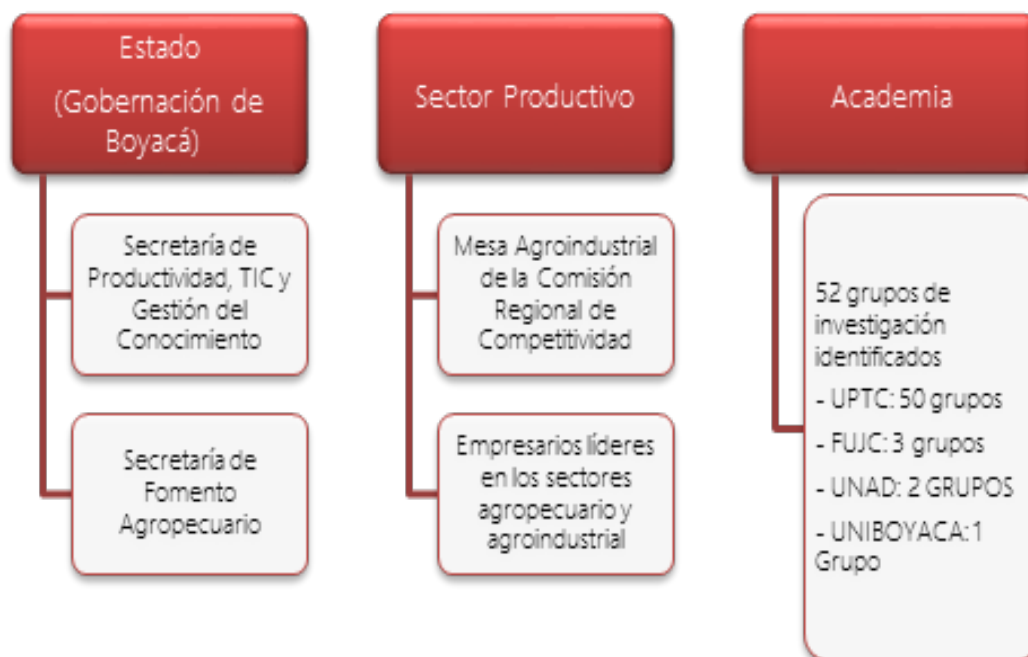 Estado
(Gobernación de
Boyacá)
Secretaría de
Productividad, TIC y
Gestión del
Conocimiento
Secretaría de
Fomento
Agropecuario
Sector Productivo
Mesa Agroindustrial
de la Comisión
Regional de
Competitividad
Empresarios líderes
en los sectores
agropecuario y
agroindustrial
Academia
52 grupos de
investigación
identificados
- UPTC: 50 grupos
- FUJC: 3 grupos
- UNAD: 2 GRUPOS
- UNIBOYACA: 1
Grupo